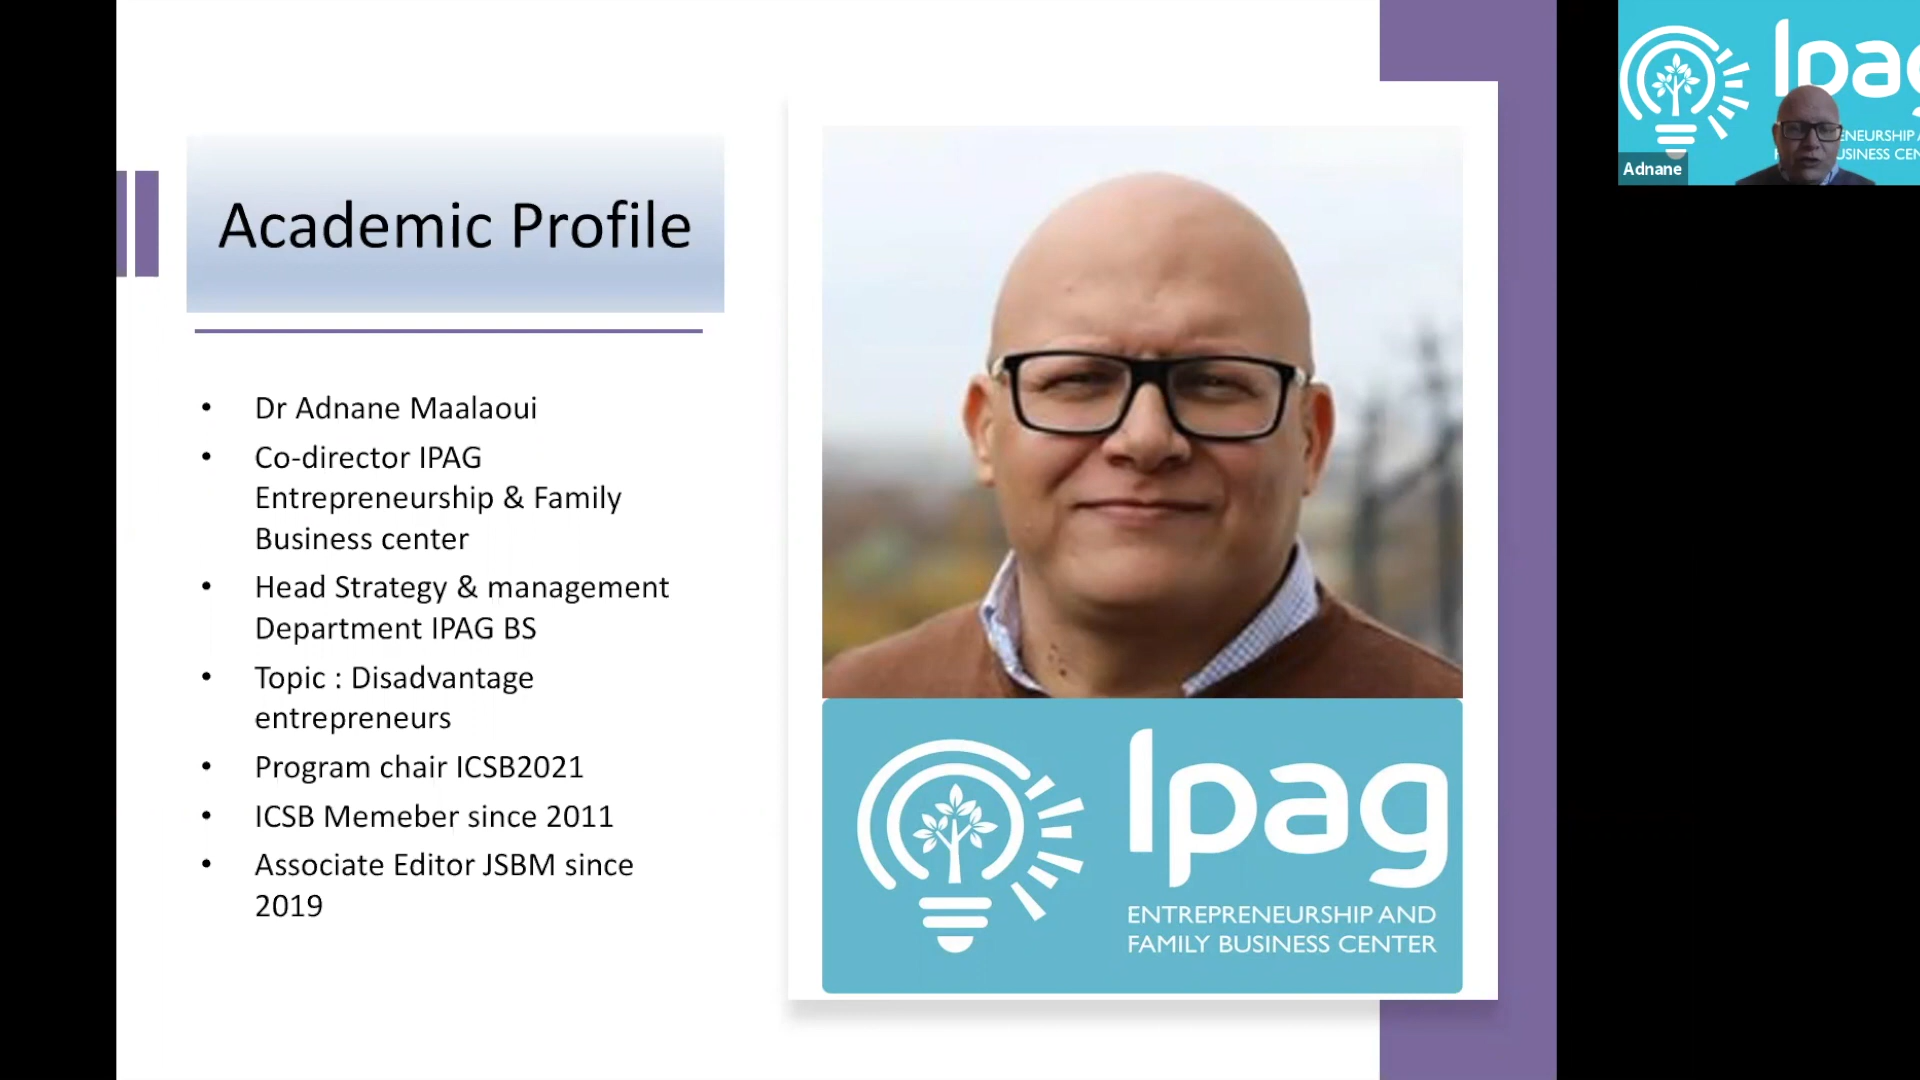 Academic Profile
• Dr Adnane Maalaoui
• Co-director IPAG
Entrepreneurship & Family
Business center
• Head Strategy & management
Department IPAG BS
• Topic : Disadvantage
entrepreneurs
• Program chair ICSB2021
• ICSB Memeber since 2011
• Associate Editor JSBM since
2019
Ipag
ENTREPRENEURSHIP AND
FAMILY BUSINESS CENTER
Adnane